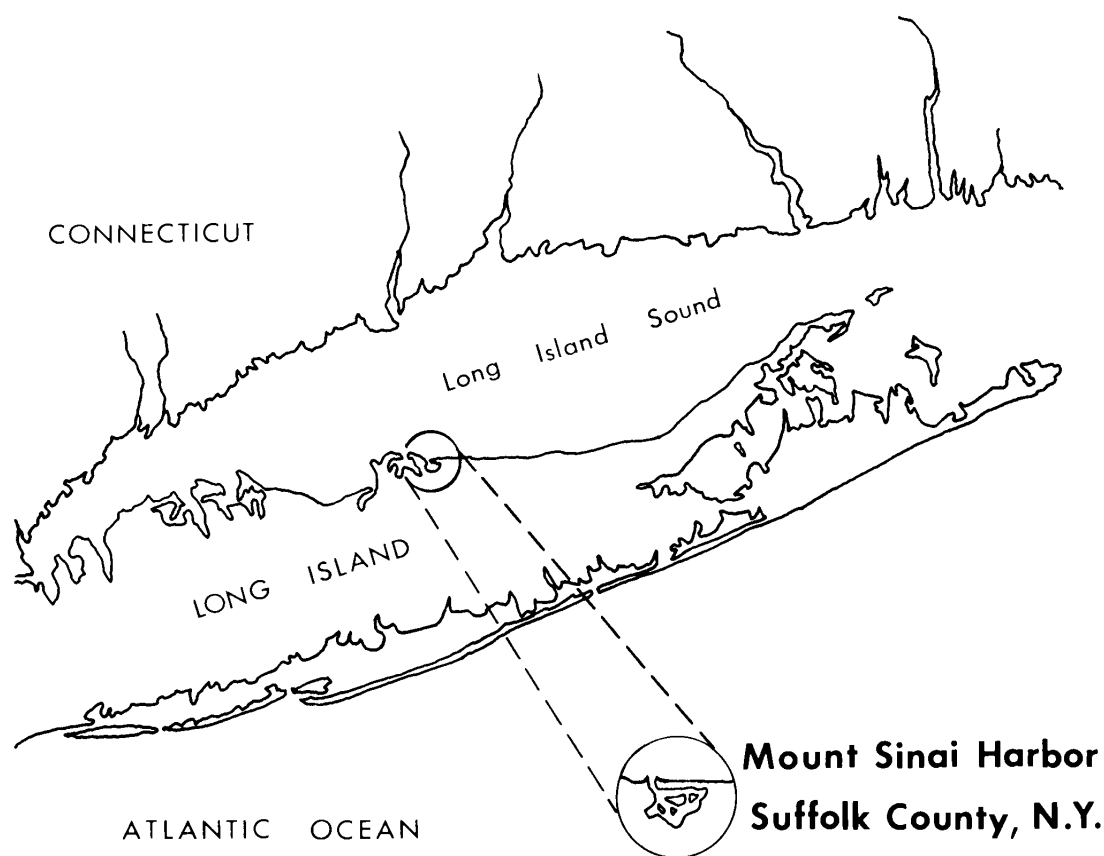 CONNECTICUT
Long Island Sound
LONG ISLAND
Mount Sinai Harbor
Suffolk County, N.Y.
ATLANTIC OCEAN